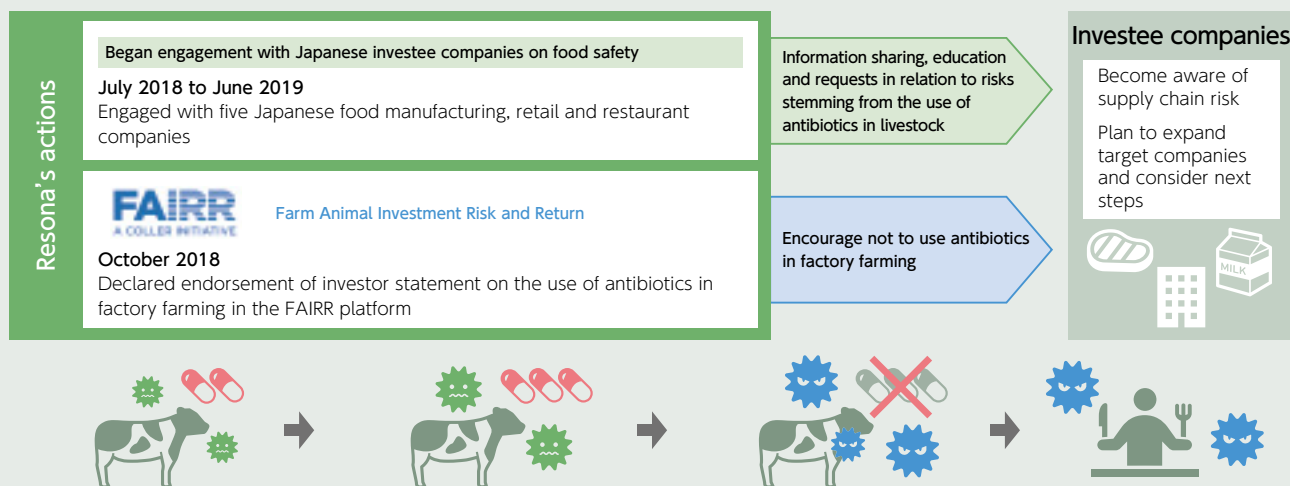 Resona's actions
Began engagement with Japanese investee companies on food safety
July 2018 to June 2019
Engaged with five Japanese food manufacturing, retail and restaurant
companies
FAIRR
A COLLER INITIATIVE
Farm Animal Investment Risk and Return
October 2018
Declared endorsement of investor statement on the use of antibiotics in
factory farming in the FAIRR platform
Information sharing, education
and requests in relation to risks
stemming from the use of
antibiotics in livestock
Encourage not to use antibiotics
in factory farming
Investee companies
Become aware of
supply chain risk
Plan to expand
target companies
and consider next
steps
MILK